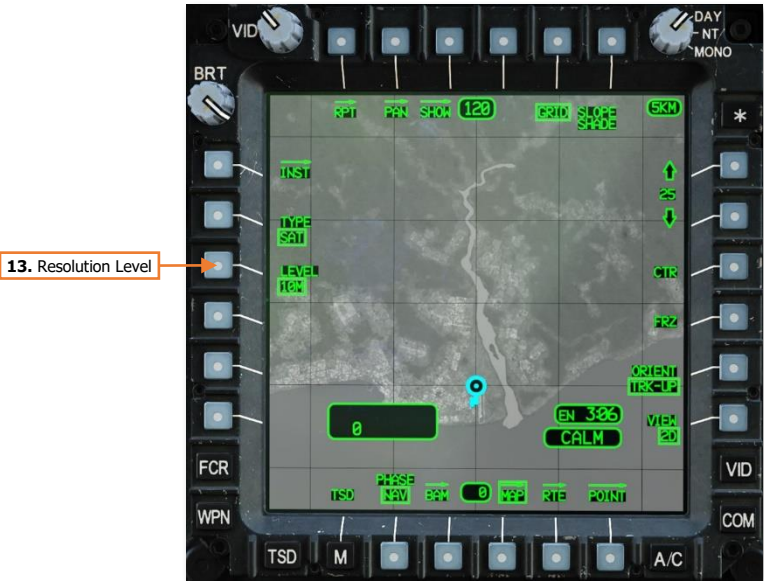 VID
DAY
NT
MONO
BRT
*
RPT
PAN
SHOW
120
GRID
SLOPE
SHADE
5KM
INST
25
TYPE
SAT
13. Resolution Level
LEVEL
10M
CTR
FRZ
ORIENT
TRK-UP
0
EN 3:06
VIEW
2D
CALM
FCR
VID
PHASE
TSD
NAV
BAM
0
MAP
RTE
POINT
WPN
COM
TSD
M
A/C